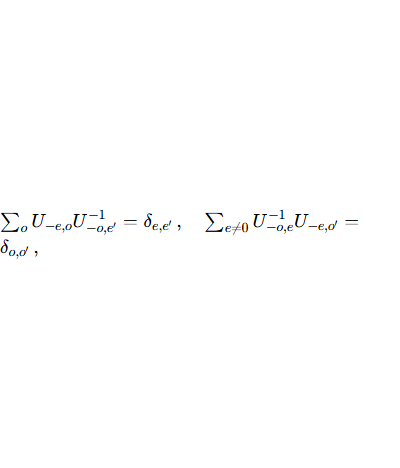 ∑_o U_{−e,o} U^{−1}_{−o,e′} = δ_{e,e′} ,  ∑_{e≠0} U^{−1}_{−o,e} U_{−e,o′} =
δ_{o,o′} ,